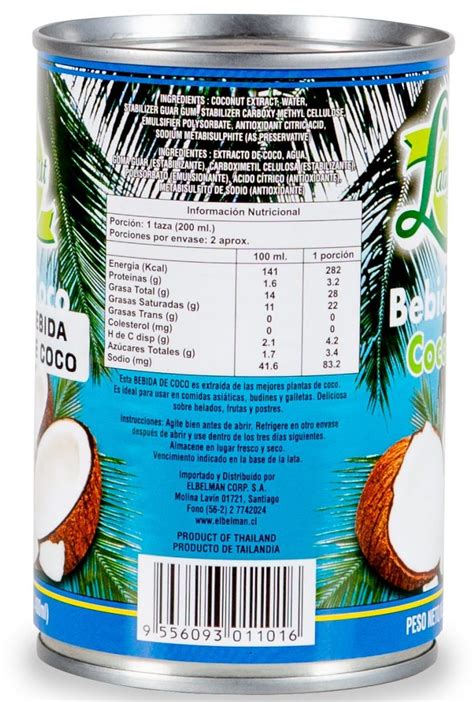 INGREDIENTS : COCONUT EXTRACT, WATER,
STABILIZER GUAR GUM, STABILIZER CARBOXY METHYL CELLULOSE,
EMULSIFIER POLYSORBATE, ANTIOXIDANT CITRIC ACID,
SODIUM METABISULPHITE (AS PRESERVATIVE)
INGREDIENTES : EXTRACTO DE COCO, AGUA,
GOMA GUAR (ESTABILIZANTE), CARBOXIMETIL CELULOSA (ESTABILIZANTE),
POLISORBATO (EMULSIONANTE), ÁCIDO CÍTRICO (ANTIOXIDANTE),
METABISULFITO DE SODIO (ANTIOXIDANTE)
Información Nutricional
Porción: 1 taza (200 ml.)
Porciones por envase: 2 aprox.
100 ml. 1 porción
Energía (Kcal) 141 282
Proteínas (g) 1.6 3.2
Grasa Total (g) 14 28
Grasas Saturadas (g) 11 22
Grasas Trans (g) 0 0
Colesterol (mg) 0 0
H de C disp (g) 2.1 4.2
Azúcares Totales (g) 1.7 3.4
Sodio (mg) 41.6 83.2
Esta BEBIDA DE COCO es extraida de las mejores plantas de coco.
Es ideal para usar en comidas asiáticas, budines y galletas. Deliciosa
sobre helados, frutas y postres.
Instrucciones: Agite bien antes de abrir. Refrigere en otro envase
después de abrir y use dentro de los tres días siguientes.
Almacene en lugar fresco y seco.
Vencimiento indicado en la base de la lata.
Importado y Distribuido por
ELBELMAN CORP. S.A.
Molina Lavín 01721, Santiago
Fono (56-2) 2 7742024
www.elbelman.cl
PRODUCT OF THAILAND
PRODUCTO DE TAILANDIA
9 556093 011016
EBIDA
E COCO
oco
Bebid
Coc
PESO NETO
ml)